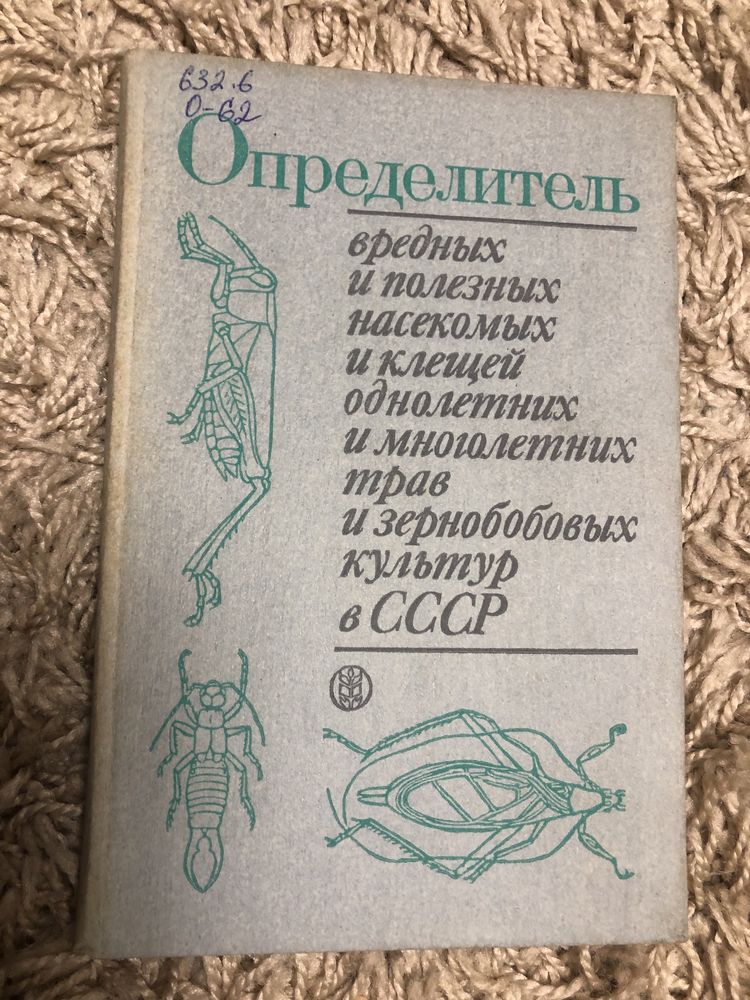 632.6
О-62
Определитель
вредных
и полезных
насекомых
и клещей
однолетних
и многолетних
трав
и зернобобовых
культур
в СССР